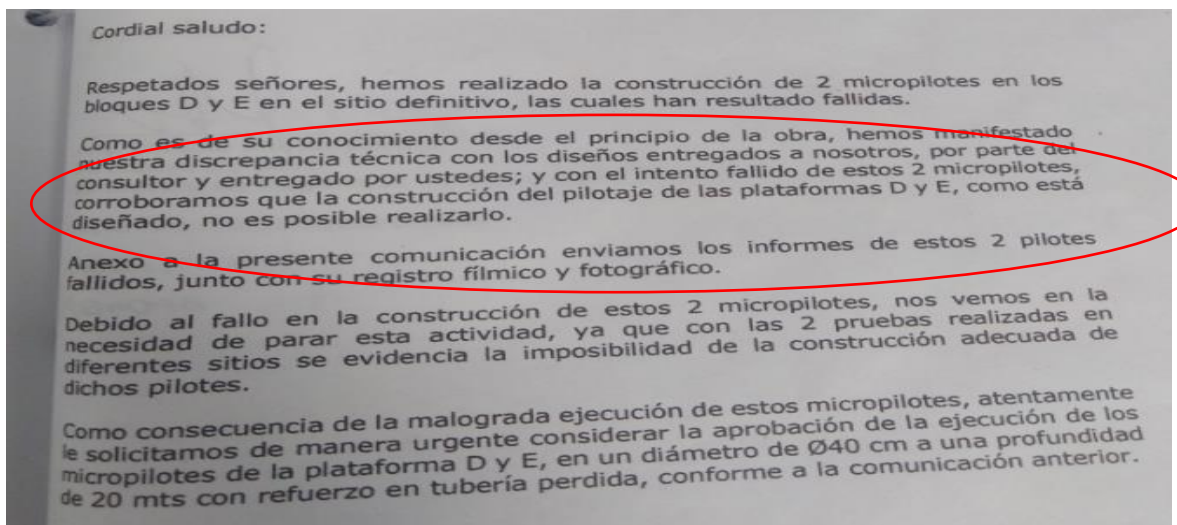 Cordial saludo:
Respetados señores, hemos realizado la construcción de 2 micropilotes en los
bloques D y E en el sitio definitivo, las cuales han resultado fallidas.
Como es de su conocimiento desde el principio de la obra, hemos manifestado
nuestra discrepancia técnica con los diseños entregados a nosotros, por parte del
consultor y entregado por ustedes; y con el intento fallido de estos 2 micropilotes,
corroboramos que la construcción del pilotaje de las plataformas D y E, como está
diseñado, no es posible realizarlo.
Anexo a la presente comunicación enviamos los informes de estos 2 pilotes
fallidos, junto con su registro fílmico y fotográfico.
Debido al fallo en la construcción de estos 2 micropilotes, nos vemos en la
necesidad de parar esta actividad, ya que con las 2 pruebas realizadas en
diferentes sitios se evidencia la imposibilidad de la construcción adecuada de
dichos pilotes.
Como consecuencia de la malograda ejecución de estos micropilotes, atentamente
le solicitamos de manera urgente considerar la aprobación de la ejecución de los
micropilotes de la plataforma D y E, en un diámetro de Ø40 cm a una profundidad
de 20 mts con refuerzo en tubería perdida, conforme a la comunicación anterior.